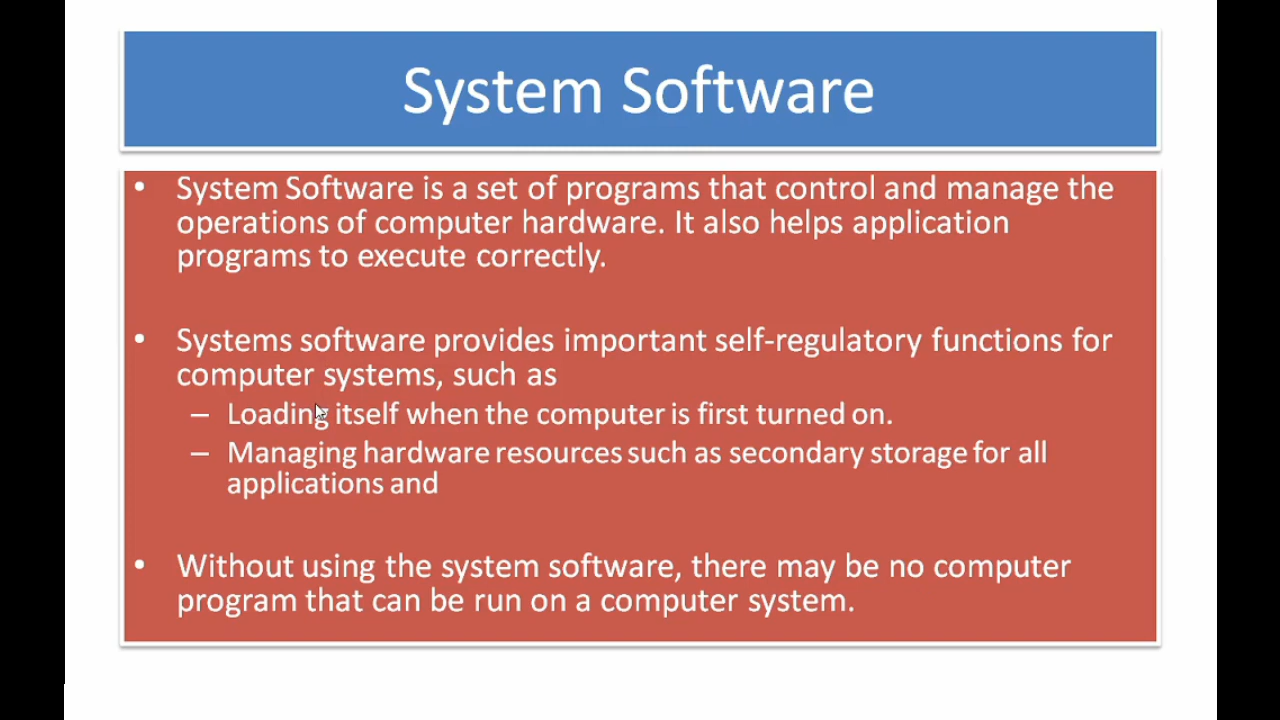 System Software
• System Software is a set of programs that control and manage the
operations of computer hardware. It also helps application
programs to execute correctly.
• Systems software provides important self-regulatory functions for
computer systems, such as
– Loading itself when the computer is first turned on.
– Managing hardware resources such as secondary storage for all
applications and
• Without using the system software, there may be no computer
program that can be run on a computer system.